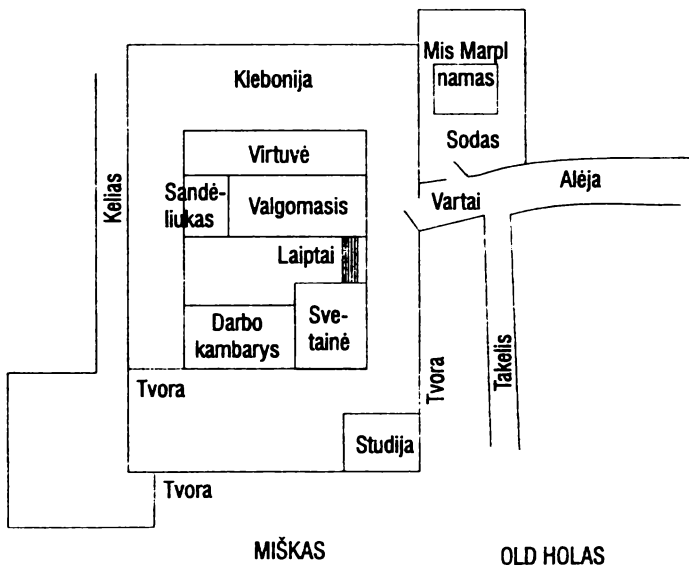 Mis Marpl
namas
Klebonija
Sodas
Virtuvė
Alėja
Kelias
Sandė-
liukas
Valgomasis
Vartai
Laiptai
Darbo
kambarys
Sve-
tainė
Tvora
Takelis
Tvora
Studija
Tvora
MIŠKAS
OLD HOLAS